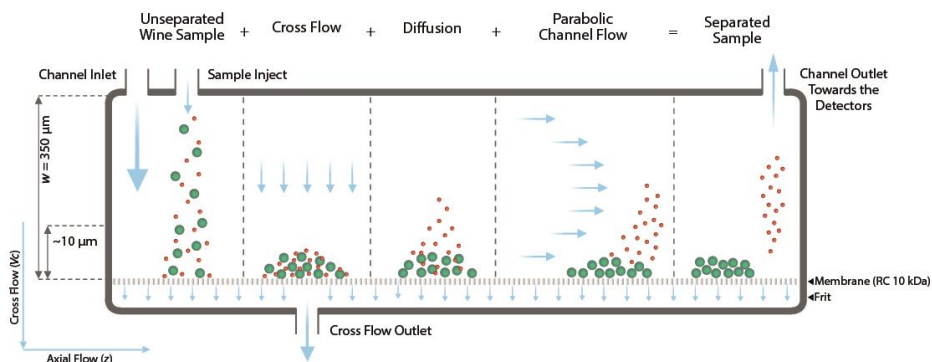 Unseparated
Wine Sample
+
Cross Flow
+
Diffusion
+
Parabolic
Channel Flow
=
Separated
Sample
Channel Inlet
Sample Inject
Channel Outlet
Towards the
Detectors
w = 350 µm
~10 µm
Cross Flow (Vc)
Membrane (RC 10 kDa)
Frit
Cross Flow Outlet
Axial Flow (z)